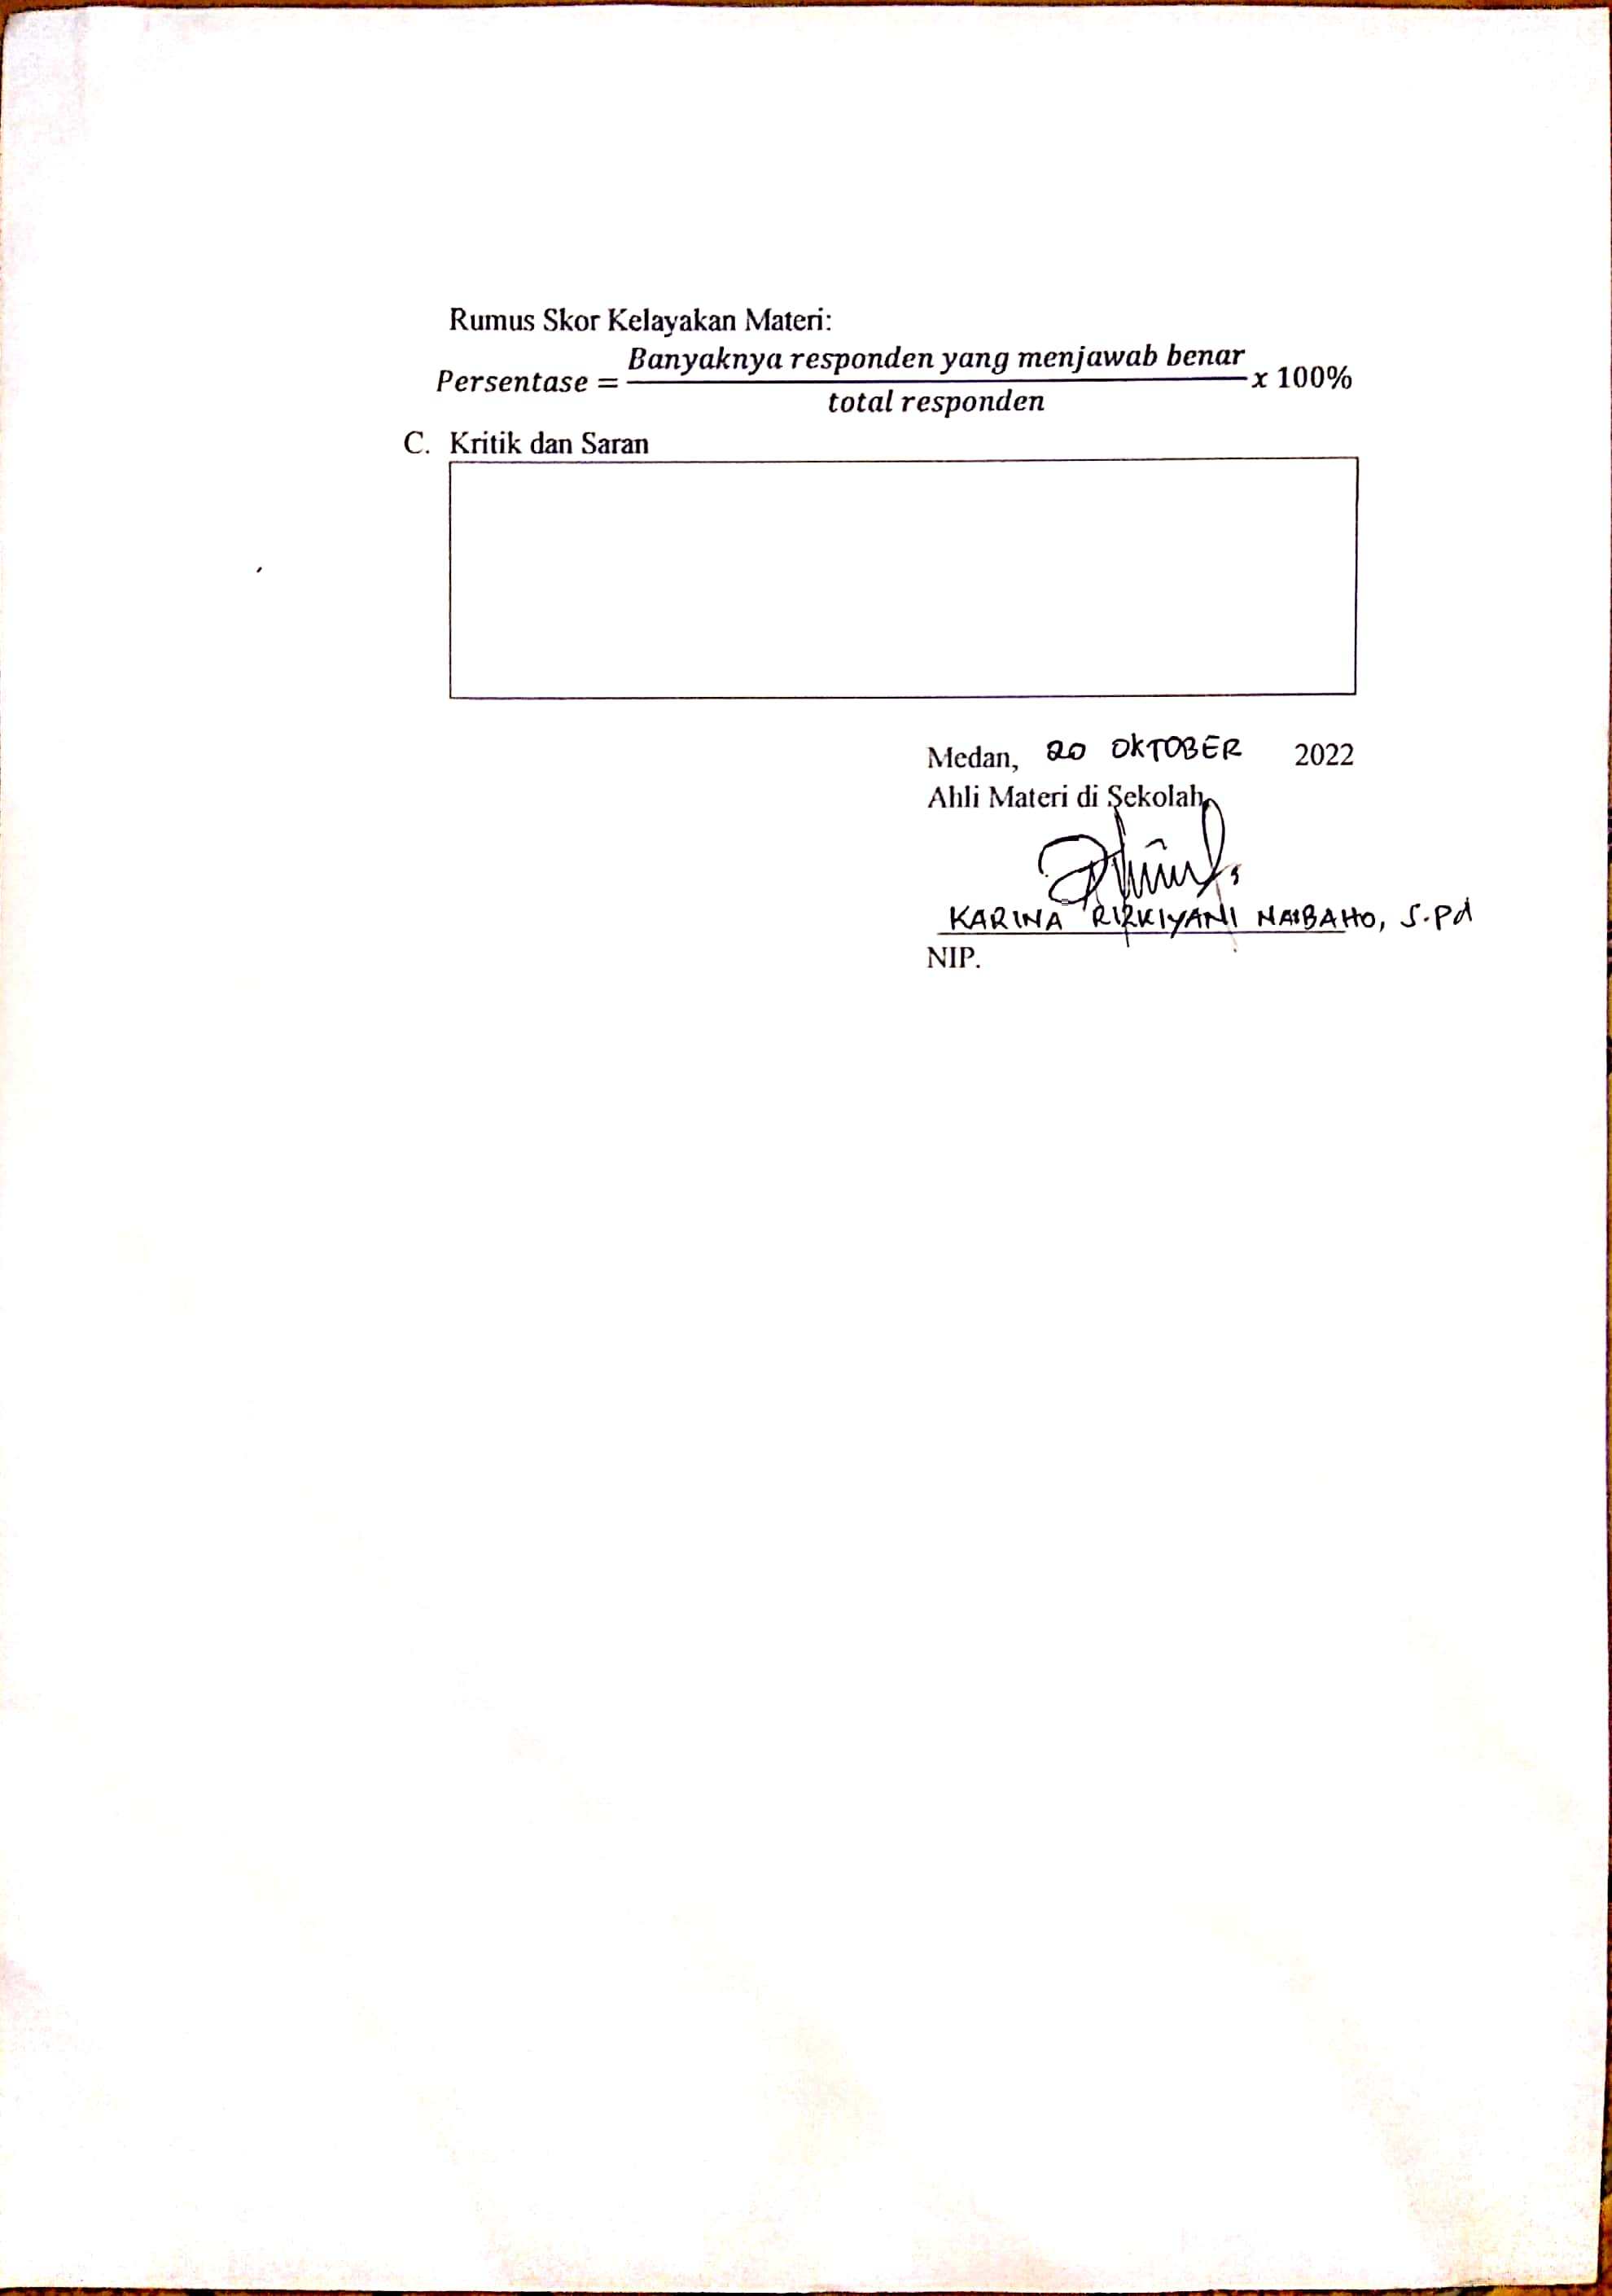 Rumus Skor Kelayakan Materi:
Persentase = Banyaknya responden yang menjawab benar / total responden x 100%
C. Kritik dan Saran
Medan, 20 OKTOBER 2022
Ahli Materi di Sekolah,
KARINA RIZKIYANI NAIBAHO, S.Pd
NIP.